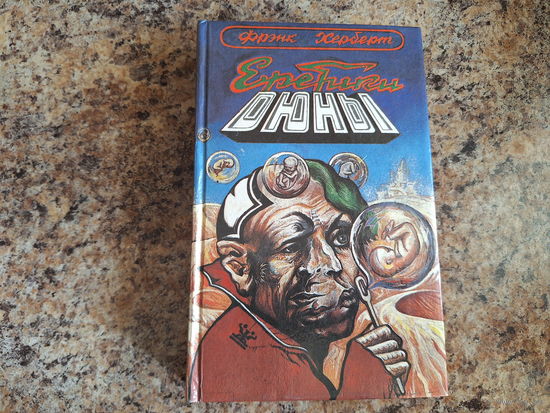 Фрэнк Херберт
Еретики
ДЮНЫ